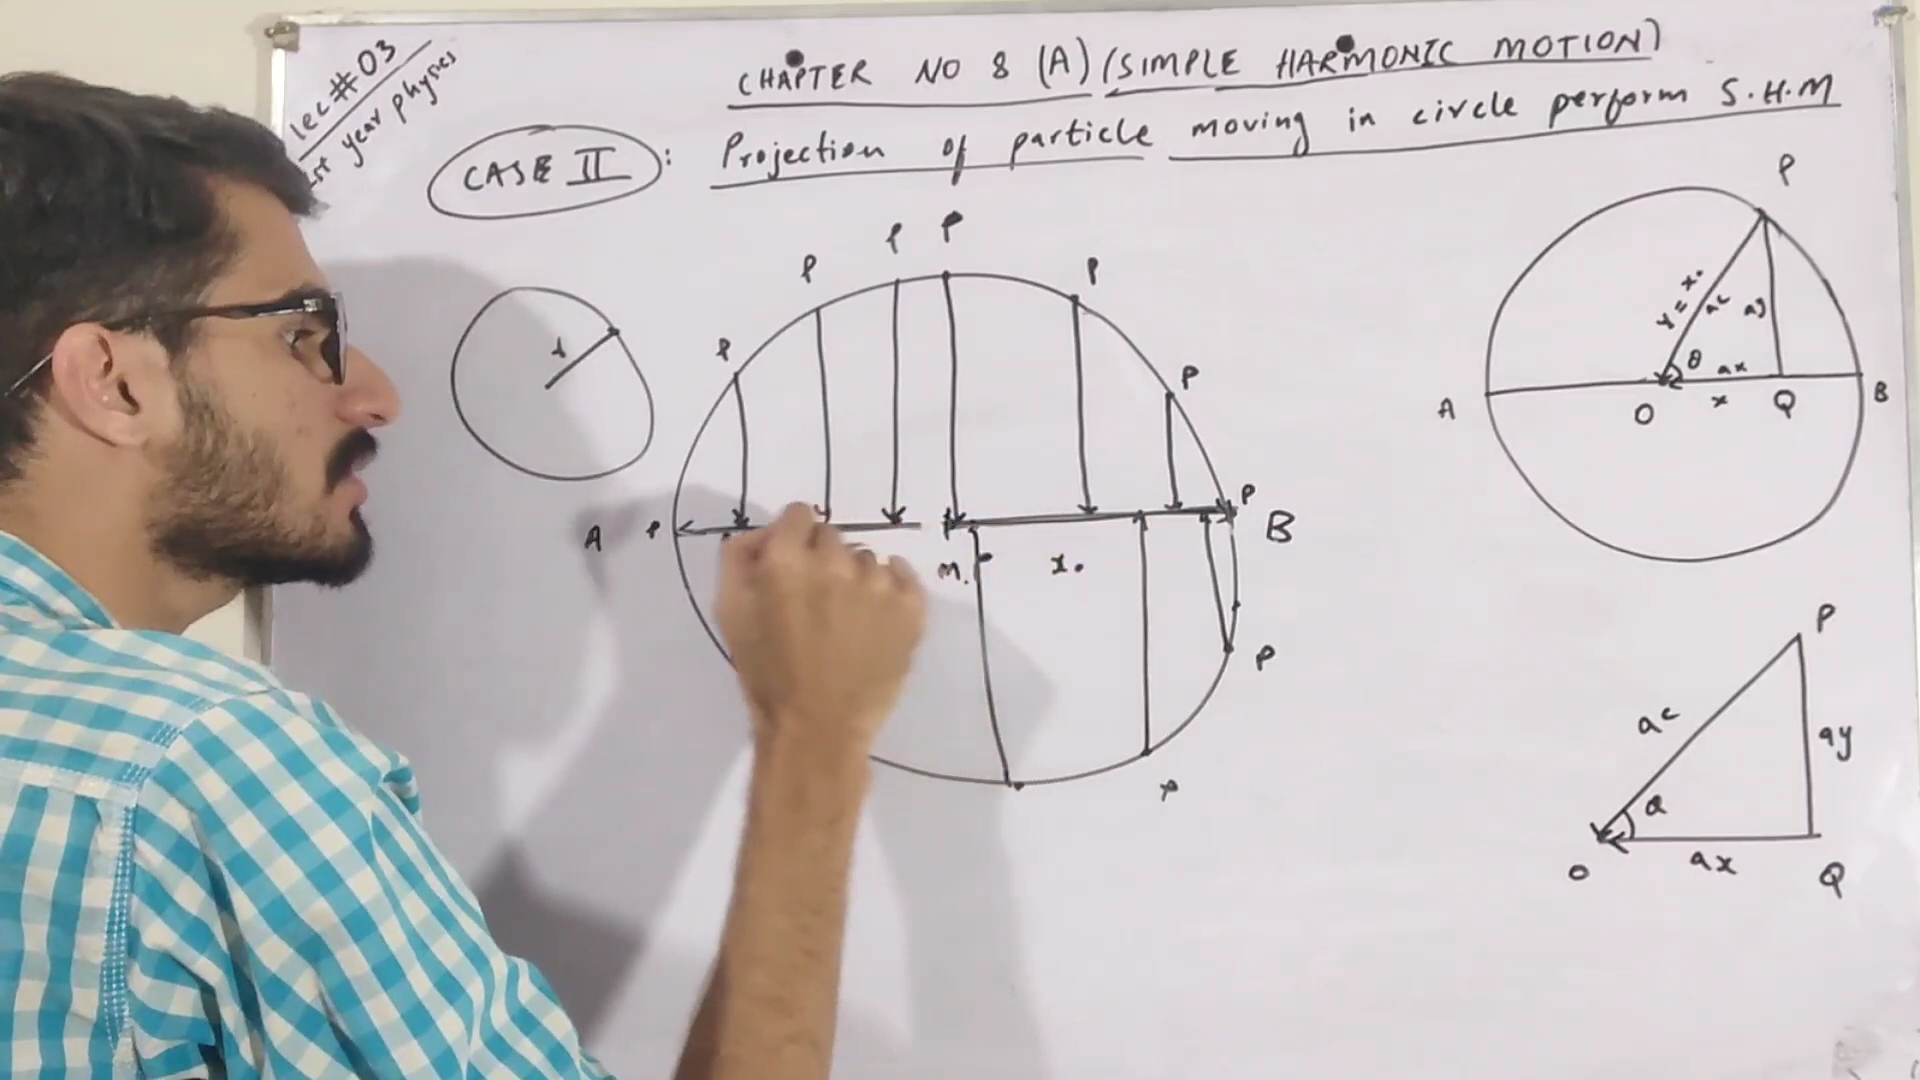 Lec#03
1st year physics
CHAPTER NO 8 (A) (SIMPLE HARMONIC MOTION)
CASE II : Projection of particle moving in circle perform S.H.M
P
P P
P P
P P
r
A P P B
M. x.
P
P
P
r = x.
ac ay
θ ax
A O x Q B
P
ac ay
θ
O ax Q